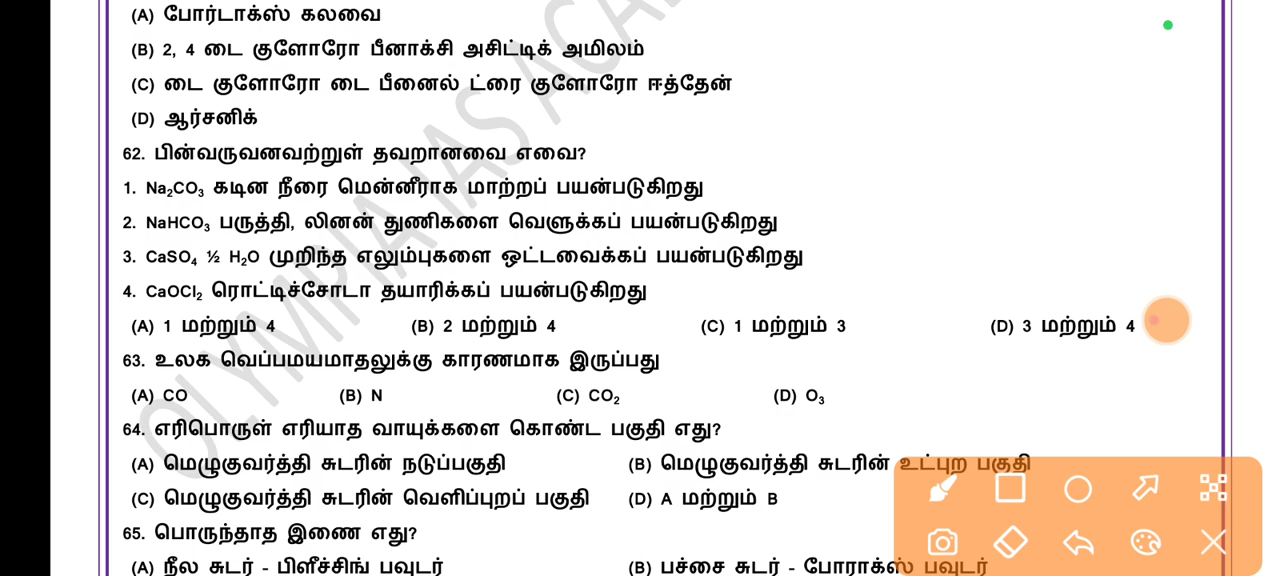 (A) போர்டாக்ஸ் கலவை
(B) 2, 4 டை குளோரோ பீனாக்சி அசிட்டிக் அமிலம்
(C) டை குளோரோ டை பீனைல் ட்ரை குளோரோ ஈத்தேன்
(D) ஆர்சனிக்
62. பின்வருவனவற்றுள் தவறானவை எவை?
1. Na₂CO₃ கடின நீரை மென்னீராக மாற்றப் பயன்படுகிறது
2. NaHCO₃ பருத்தி, லினன் துணிகளை வெளுக்கப் பயன்படுகிறது
3. CaSO₄ ½ H₂O முறிந்த எலும்புகளை ஒட்டவைக்கப் பயன்படுகிறது
4. CaOCl₂ ரொட்டிச்சோடா தயாரிக்கப் பயன்படுகிறது
(A) 1 மற்றும் 4 (B) 2 மற்றும் 4 (C) 1 மற்றும் 3 (D) 3 மற்றும் 4
63. உலக வெப்பமயமாதலுக்கு காரணமாக இருப்பது
(A) CO (B) N (C) CO₂ (D) O₃
64. எரிபொருள் எரியாத வாயுக்களை கொண்ட பகுதி எது?
(A) மெழுகுவர்த்தி சுடரின் நடுப்பகுதி (B) மெழுகுவர்த்தி சுடரின் உட்புற பகுதி
(C) மெழுகுவர்த்தி சுடரின் வெளிப்புறப் பகுதி (D) A மற்றும் B
65. பொருந்தாத இணை எது?
(A) நீல சுடர் - பிளீச்சிங் பவுடர் (B) பச்சை சுடர் - போராக்ஸ் பவுடர்
OLYMPIA IAS